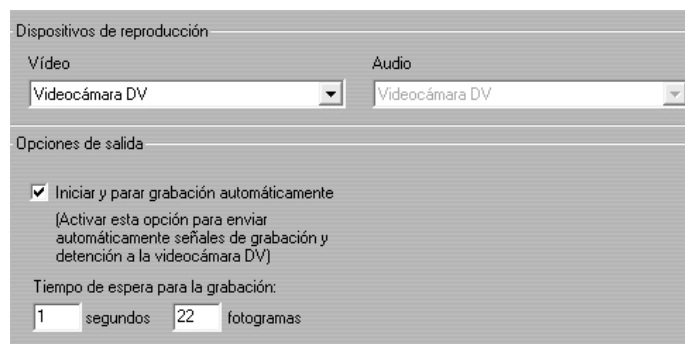 Dispositivos de reproducción
Vídeo Audio
Videocámara DV Videocámara DV
Opciones de salida
Iniciar y parar grabación automáticamente
(Activar esta opción para enviar
automáticamente señales de grabación y
detención a la videocámara DV)
Tiempo de espera para la grabación:
1 segundos 22 fotogramas